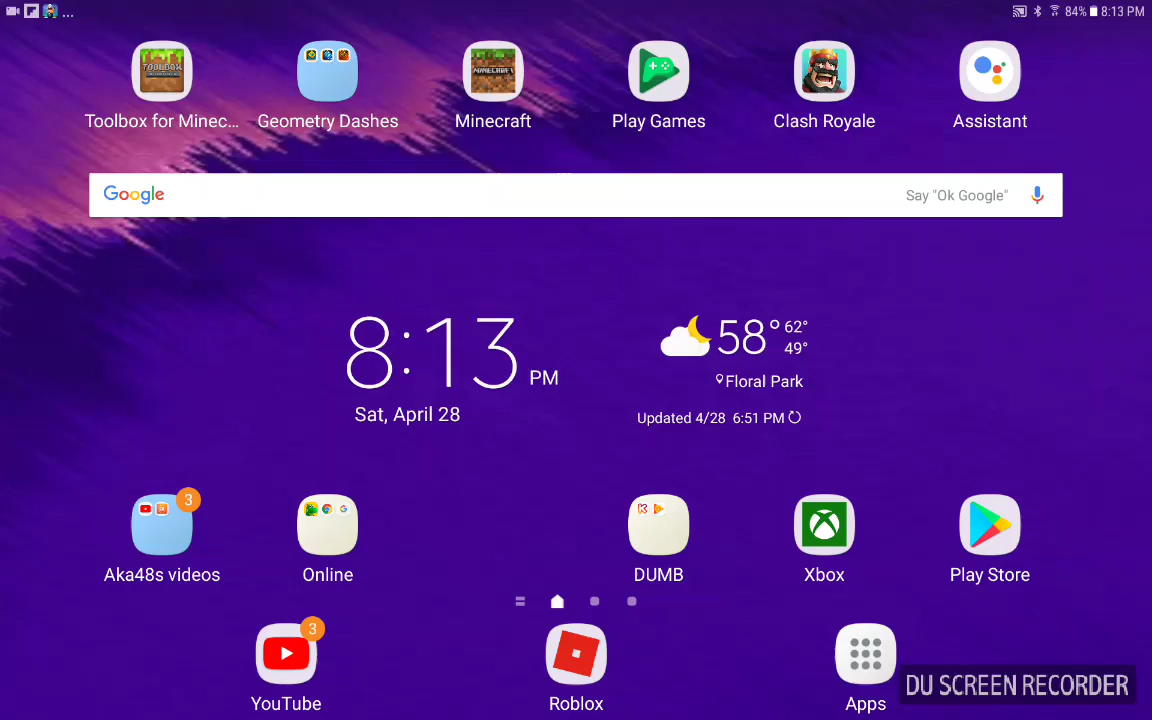 ... 84% 8:13 PM
TOOLBOX
MINECRAFT
Toolbox for Minec... Geometry Dashes Minecraft Play Games Clash Royale Assistant
Google Say "Ok Google"
8:13 PM
Sat, April 28
58° 62°
49°
Floral Park
Updated 4/28 6:51 PM
3
Aka48s videos Online DUMB Xbox Play Store
3
YouTube Roblox Apps
DU SCREEN RECORDER